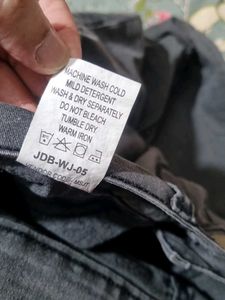 MACHINE WASH COLD
MILD DETERGENT
WASH & DRY SEPARATELY
DO NOT BLEACH
TUMBLE DRY
WARM IRON
JDB-WJ-05